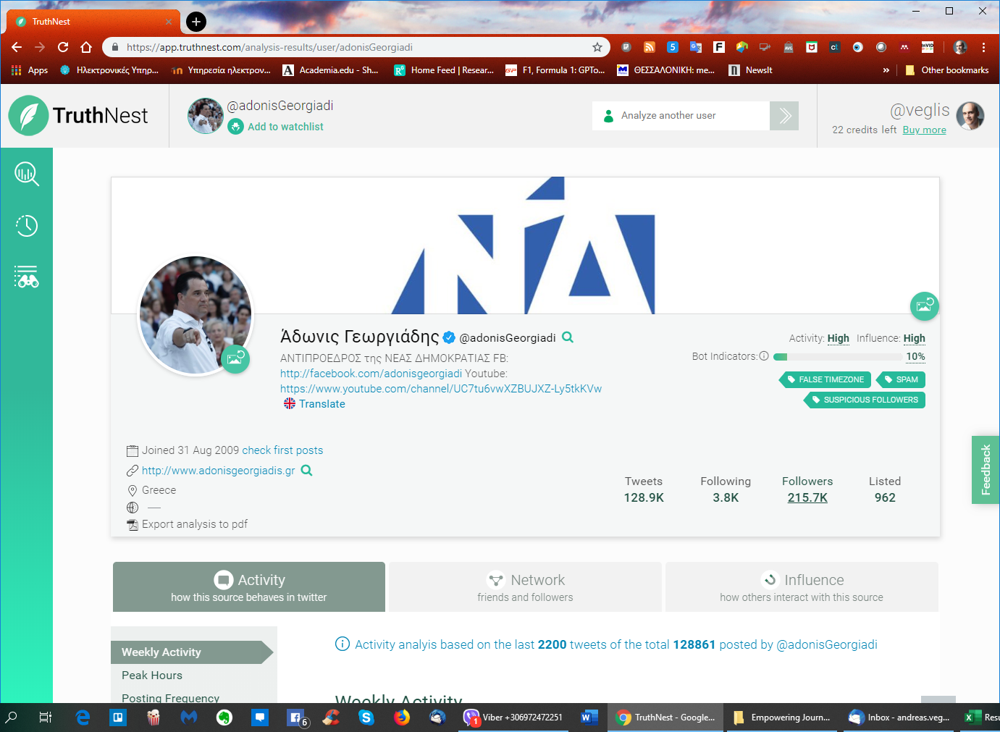 TruthNest
https://app.truthnest.com/analysis-results/user/adonisGeorgiadi
Apps
Ηλεκτρονικές Υπηρ...
Υπηρεσία ηλεκτρον...
Academia.edu - Sh...
Home Feed | Resear...
F1, Formula 1: GPTo...
ΘΕΣΣΑΛΟΝΙΚΗ: me...
NewsIt
» Other bookmarks
TruthNest
@adonisGeorgiadi
Add to watchlist
Analyze another user
@veglis
22 credits left Buy more
ΝΔ
Άδωνις Γεωργιάδης @adonisGeorgiadi
ΑΝΤΙΠΡΟΕΔΡΟΣ της ΝΕΑΣ ΔΗΜΟΚΡΑΤΙΑΣ FB:
http://facebook.com/adonisgeorgiadi Youtube:
https://www.youtube.com/channel/UC7tu6vwXZBUJXZ-Ly5tkKVw
Translate
Activity: High Influence: High
Bot Indicators: 10%
FALSE TIMEZONE SPAM
SUSPICIOUS FOLLOWERS
Joined 31 Aug 2009 check first posts
http://www.adonisgeorgiadis.gr
Greece
—
Export analysis to pdf
Tweets Following Followers Listed
128.9K 3.8K 215.7K 962
Feedback
Activity
how this source behaves in twitter
Network
friends and followers
Influence
how others interact with this source
Weekly Activity
Peak Hours
Posting Frequency
Activity analyis based on the last 2200 tweets of the total 128861 posted by @adonisGeorgiadi
Weekly Activity
6
1
Viber +306972472251
TruthNest - Google...
Empowering Journ...
Inbox - andreas.veg...
Resu